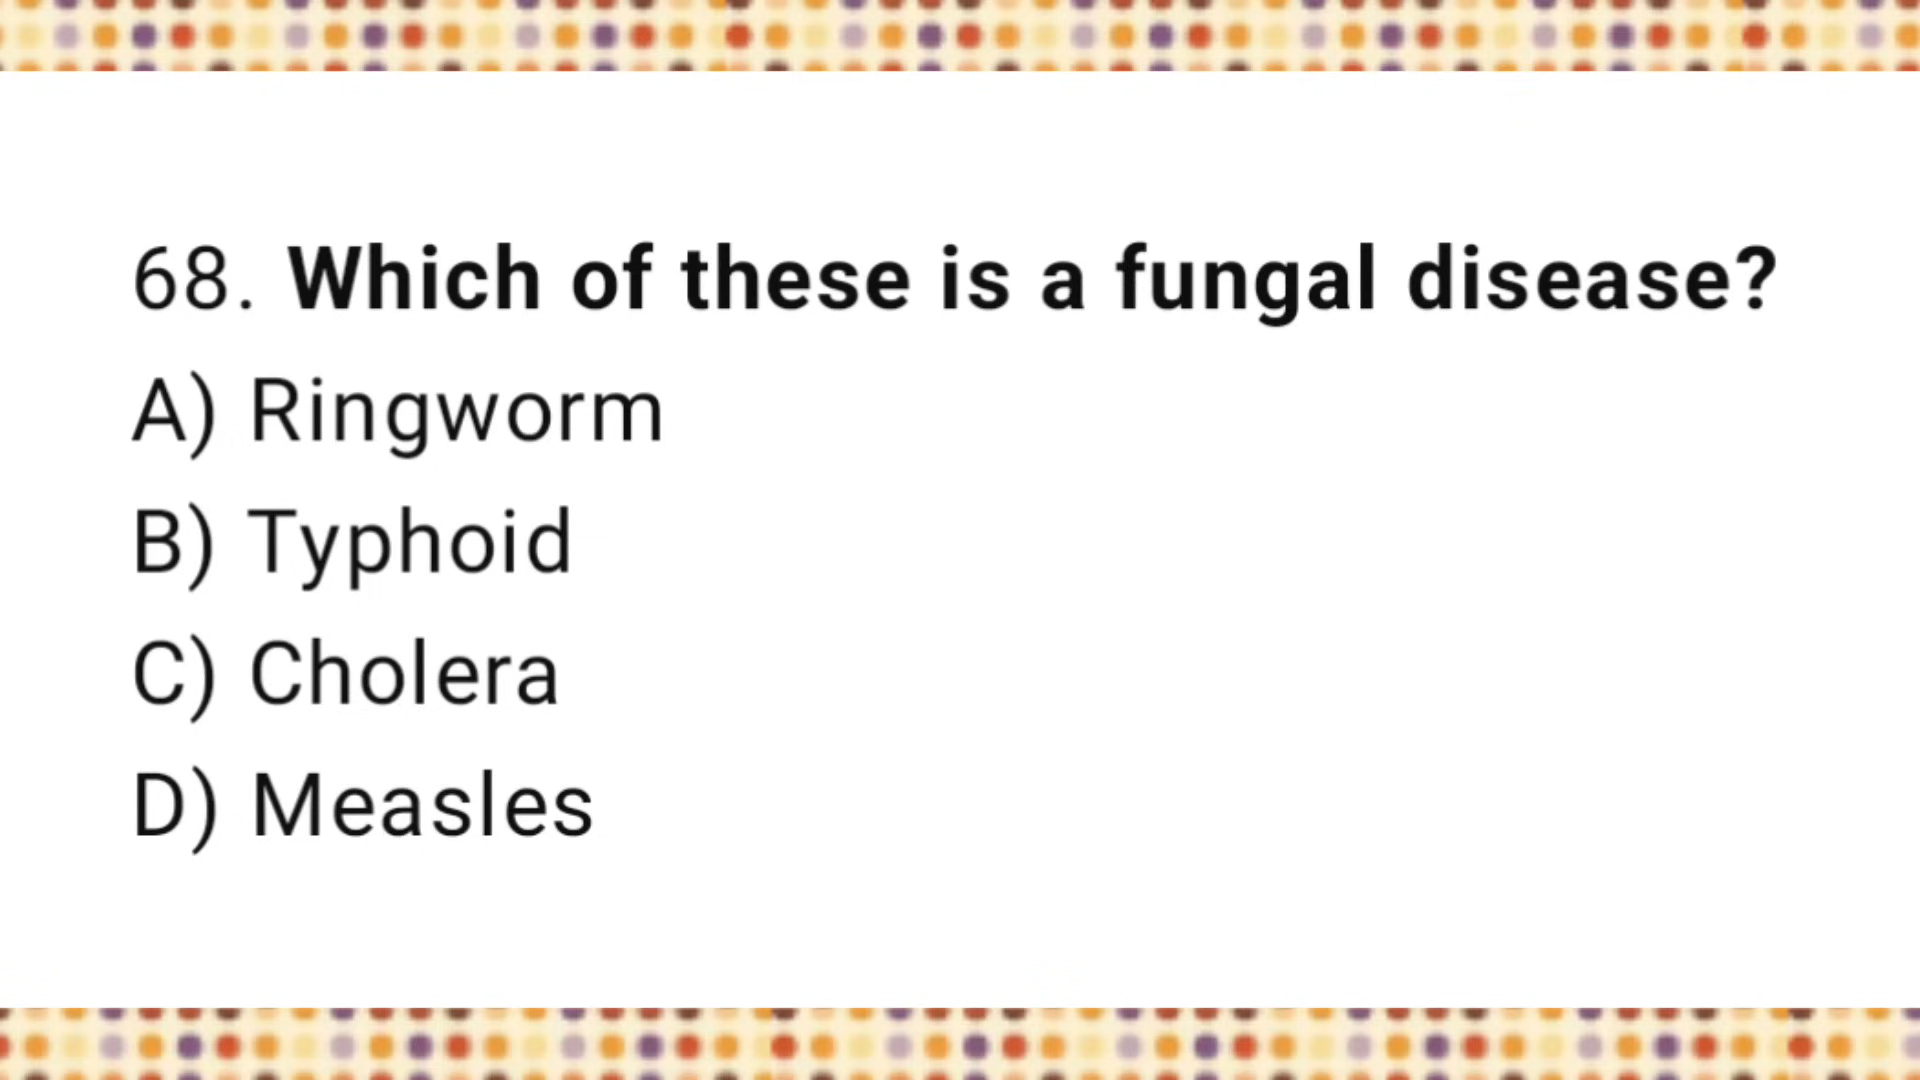 68. Which of these is a fungal disease?
A) Ringworm
B) Typhoid
C) Cholera
D) Measles